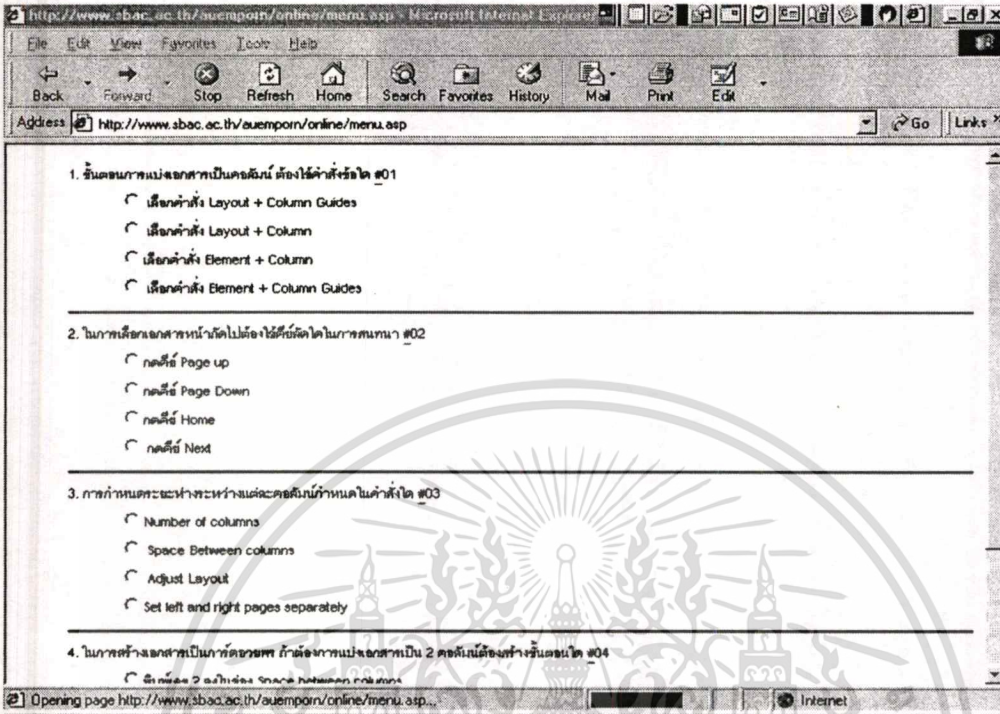 http://www.sbac.ac.th/auemporn/online/menu.asp - Microsoft Internet Explorer
File Edit View Favorites Tools Help
Back Forward Stop Refresh Home Search Favorites History Mail Print Edit
Address http://www.sbac.ac.th/auemporn/online/menu.asp Go Links »
1. ขั้นตอนการแบ่งเอกสารเป็นคอลัมน์ ต้องใช้คำสั่งข้อใด #01
เลือกคำสั่ง Layout + Column Guides
เลือกคำสั่ง Layout + Column
เลือกคำสั่ง Element + Column
เลือกคำสั่ง Element + Column Guides
2. ในการเลือกเอกสารหน้าถัดไปต้องใช้คีย์ลัดใดในการสนทนา #02
กดคีย์ Page up
กดคีย์ Page Down
กดคีย์ Home
กดคีย์ Next
3. การกำหนดระยะห่างระหว่างแต่ละคอลัมน์กำหนดในคำสั่งใด #03
Number of columns
Space Between columns
Adjust Layout
Set left and right pages separately
4. ในการสร้างเอกสารเป็นการ์ดอวยพร ถ้าต้องการแบ่งเอกสารเป็น 2 คอลัมน์ต้องสร้างขั้นตอนใด #04
2 ลงในช่อง Space between columns
Opening page http://www.sbac.ac.th/auemporn/online/menu.asp... Internet